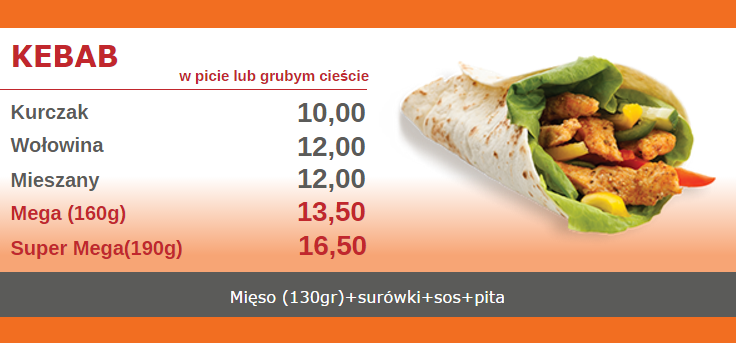 KEBAB
w picie lub grubym cieście
Kurczak 10,00
Wołowina 12,00
Mieszany 12,00
Mega (160g) 13,50
Super Mega(190g) 16,50
Mięso (130gr)+surówki+sos+pita